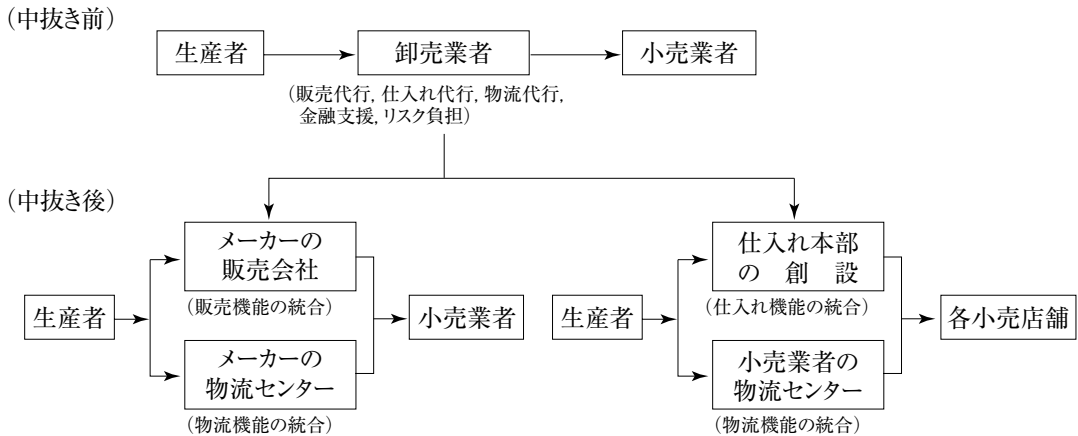 （中抜き前）
生産者
卸売業者
小売業者
（販売代行, 仕入れ代行, 物流代行,
金融支援, リスク負担）
（中抜き後）
メーカーの
販売会社
（販売機能の統合）
生産者
小売業者
メーカーの
物流センター
（物流機能の統合）
仕入れ本部
の創設
（仕入れ機能の統合）
生産者
各小売店舗
小売業者の
物流センター
（物流機能の統合）